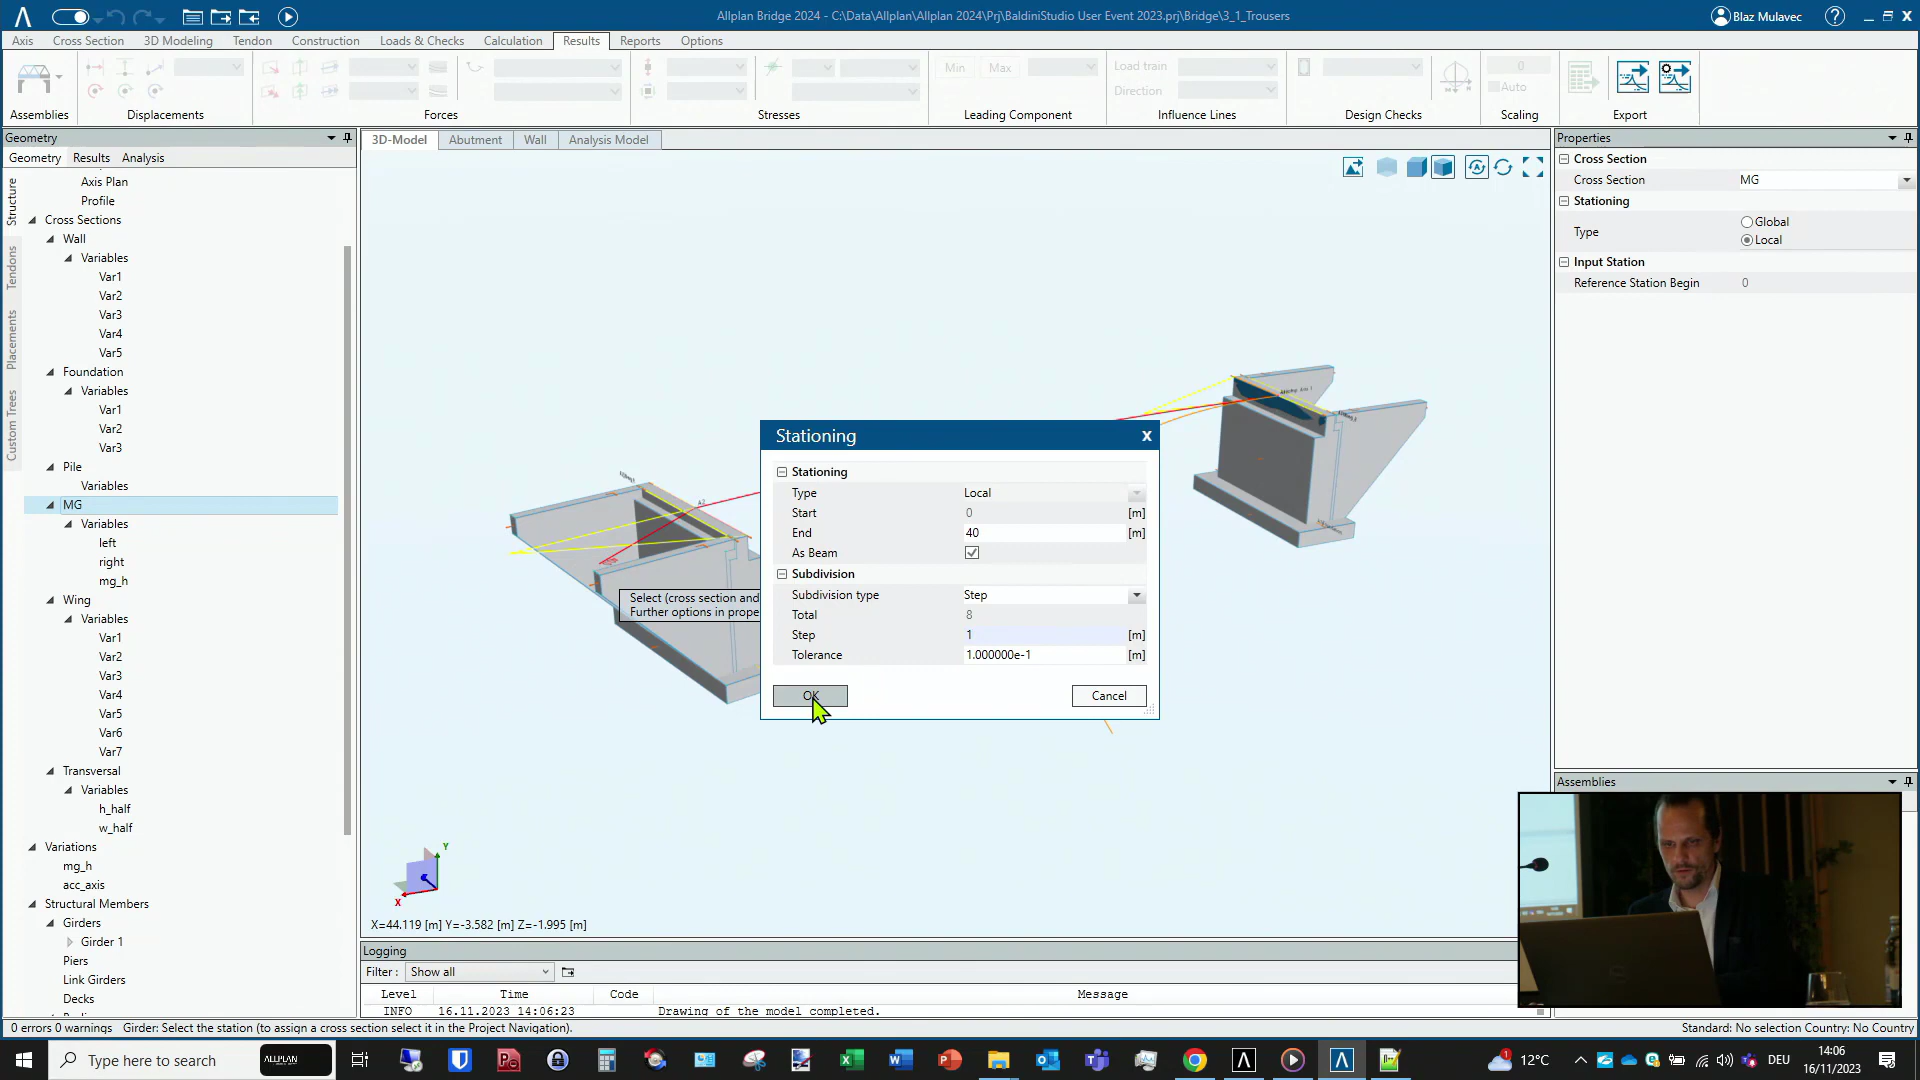 Allplan Bridge 2024 - C:\Data\Allplan\Allplan 2024\Prj\BaldiniStudio User Event 2023.prj\Bridge\3_1_Trousers
Blaz Mulavec
Axis
Cross Section
3D Modeling
Tendon
Construction
Loads & Checks
Calculation
Results
Reports
Options
Min
Max
Load train
Direction
0
Auto
Assemblies
Displacements
Forces
Stresses
Leading Component
Influence Lines
Design Checks
Scaling
Export
Geometry
Geometry
Results
Analysis
Structure
Tendons
Placements
Custom Trees
Axis Plan
Profile
Cross Sections
Wall
Variables
Var1
Var2
Var3
Var4
Var5
Foundation
Variables
Var1
Var2
Var3
Pile
Variables
MG
Variables
left
right
mg_h
Wing
Variables
Var1
Var2
Var3
Var4
Var5
Var6
Var7
Transversal
Variables
h_half
w_half
Variations
mg_h
acc_axis
Structural Members
Girders
Girder 1
Piers
Link Girders
Decks
3D-Model
Abutment
Wall
Analysis Model
Select (cross section and
Further options in prope
Stationing
X
Stationing
Type Local
Start 0 [m]
End 40 [m]
As Beam
Subdivision
Subdivision type Step
Total 8
Step 1 [m]
Tolerance 1.000000e-1 [m]
OK
Cancel
Y
X
X=44.119 [m] Y=-3.582 [m] Z=-1.995 [m]
Logging
Filter : Show all
Level Time Code Message
INFO 16.11.2023 14:06:23 Drawing of the model completed.
Properties
Cross Section
Cross Section MG
Stationing
Type
Global
Local
Input Station
Reference Station Begin 0
Assemblies
0 errors 0 warnings Girder: Select the station (to assign a cross section select it in the Project Navigation).
Standard: No selection Country: No Country
Type here to search
ALLPLAN
12°C
DEU
14:06
16/11/2023